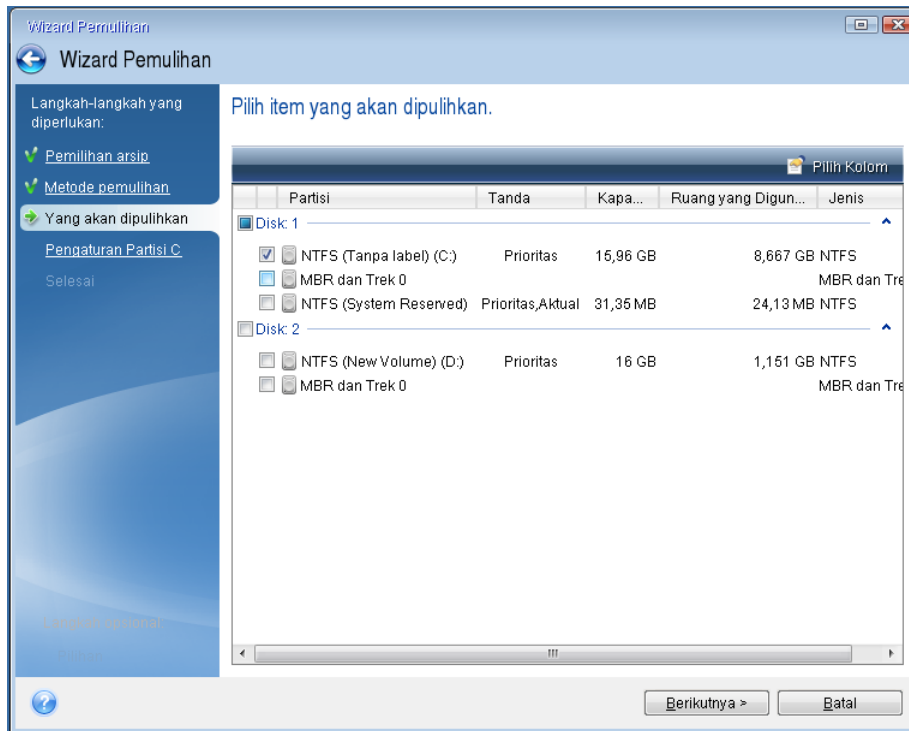 Wizard Pemulihan
Wizard Pemulihan
Langkah-langkah yang
diperlukan:
Pemilihan arsip
Metode pemulihan
Yang akan dipulihkan
Pengaturan Partisi C
Selesai
Pilih item yang akan dipulihkan.
Pilih Kolom
Partisi Tanda Kapa... Ruang yang Digun... Jenis
Disk: 1
NTFS (Tanpa label) (C:) Prioritas 15,96 GB 8,667 GB NTFS
MBR dan Trek 0 MBR dan Tre
NTFS (System Reserved) Prioritas,Aktual 31,35 MB 24,13 MB NTFS
Disk: 2
NTFS (New Volume) (D:) Prioritas 16 GB 1,151 GB NTFS
MBR dan Trek 0 MBR dan Tre
Berikutnya >
Batal